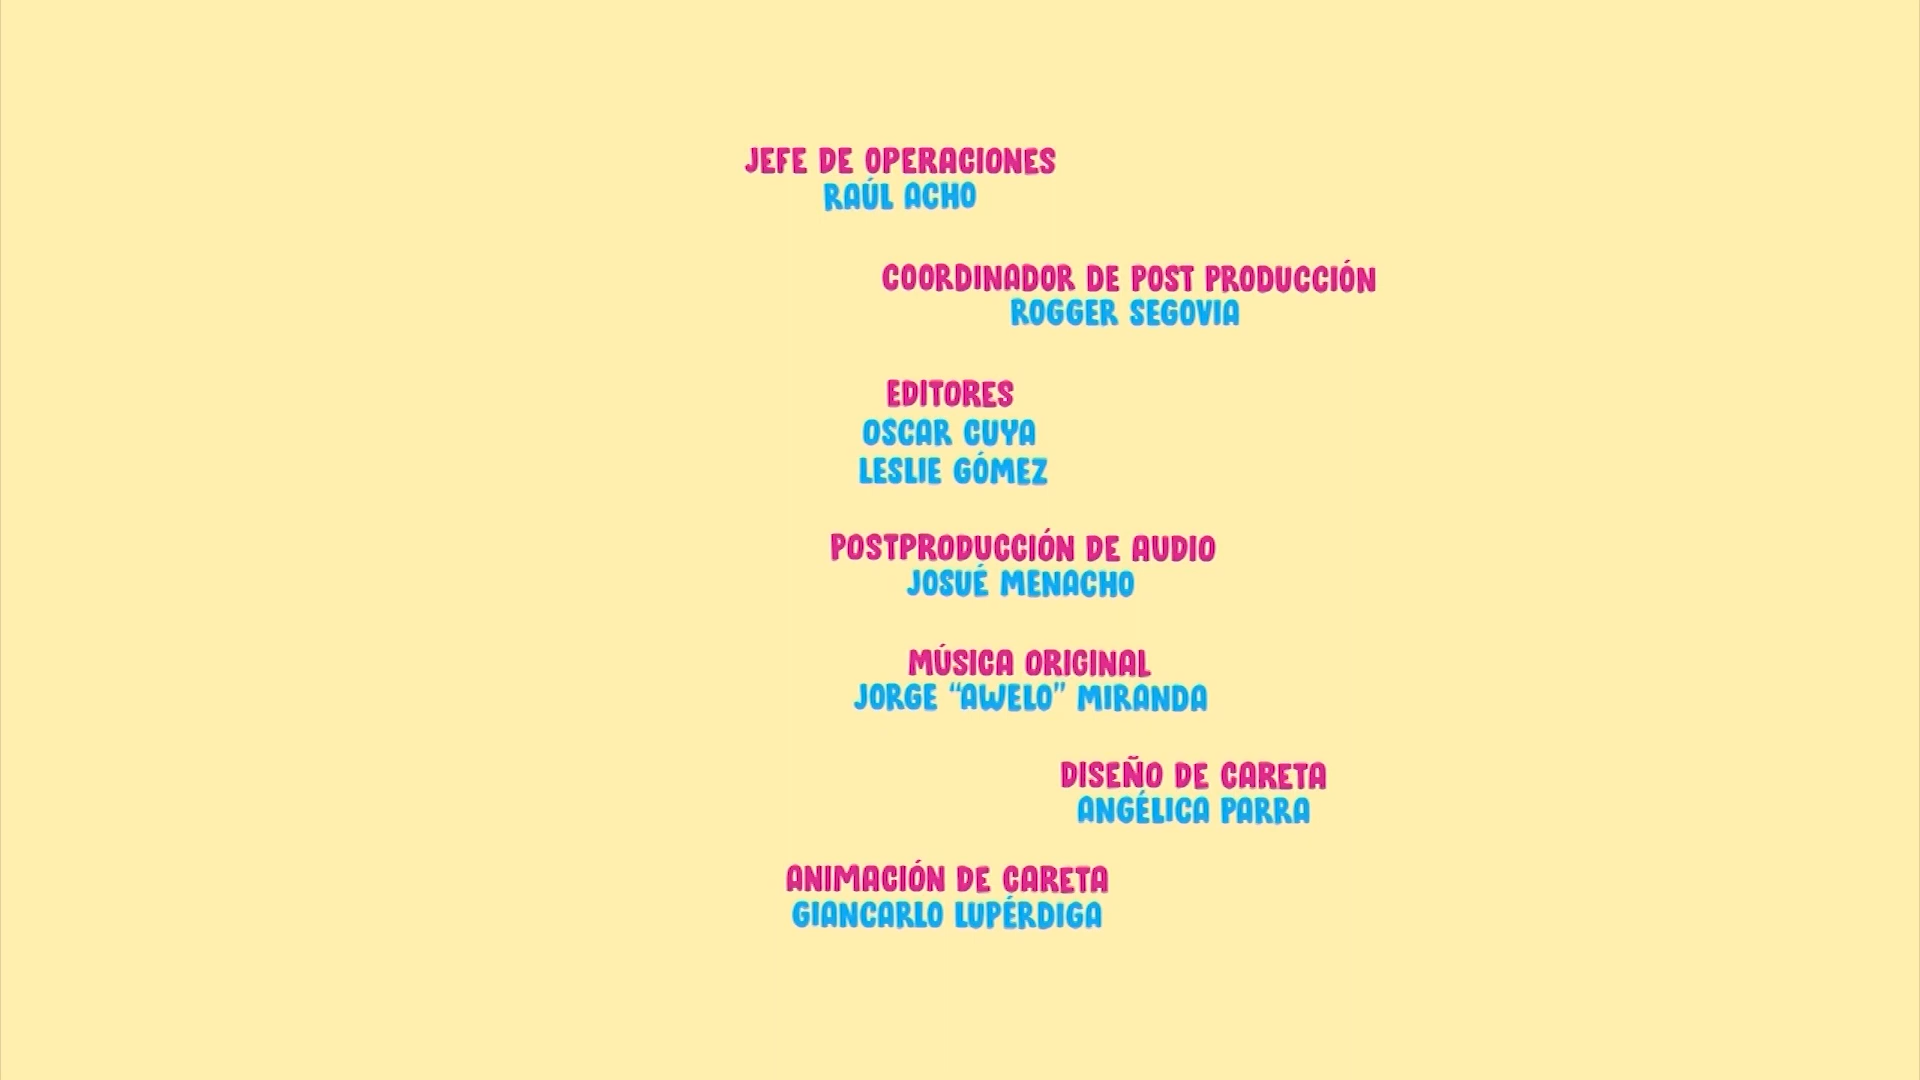 JEFE DE OPERACIONES
RAÚL ACHO
COORDINADOR DE POST PRODUCCIÓN
ROGGER SEGOVIA
EDITORES
OSCAR CUYA
LESLIE GÓMEZ
POSTPRODUCCIÓN DE AUDIO
JOSUÉ MENACHO
MÚSICA ORIGINAL
JORGE “AWELO” MIRANDA
DISEÑO DE CARETA
ANGÉLICA PARRA
ANIMACIÓN DE CARETA
GIANCARLO LUPÉRDIGA